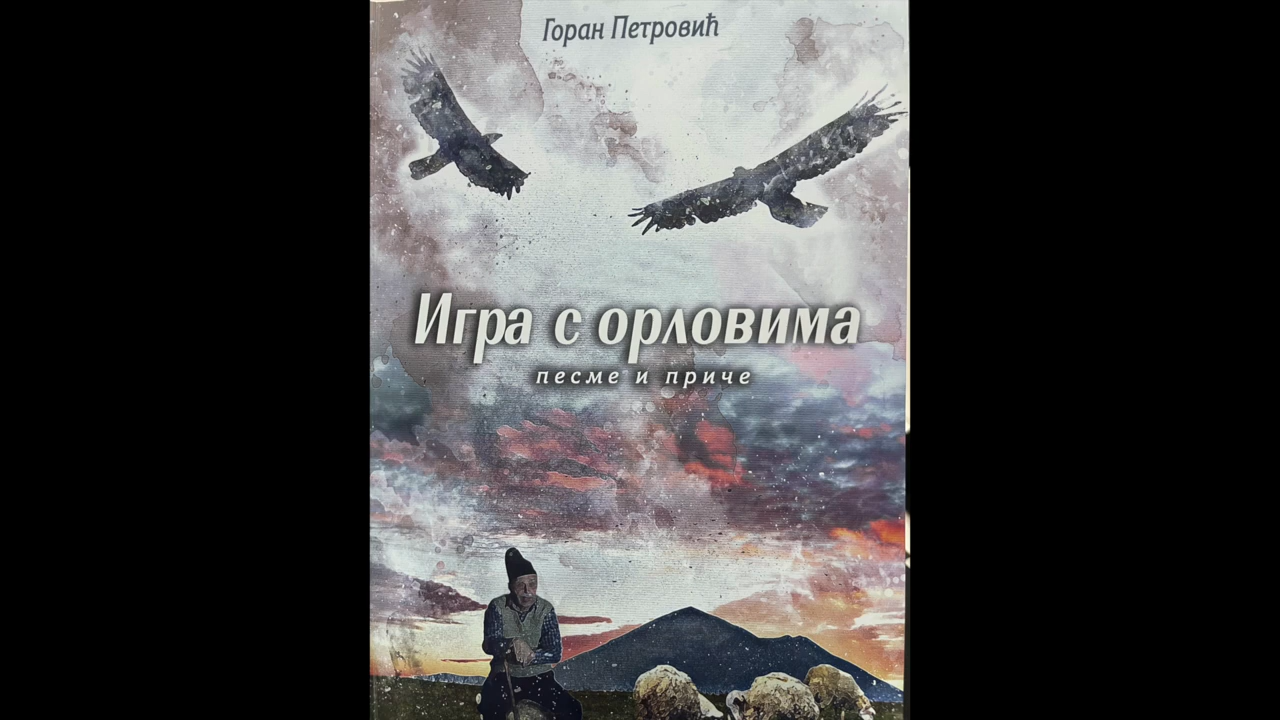 Горан Петровић
Игра с орловима
песме и приче